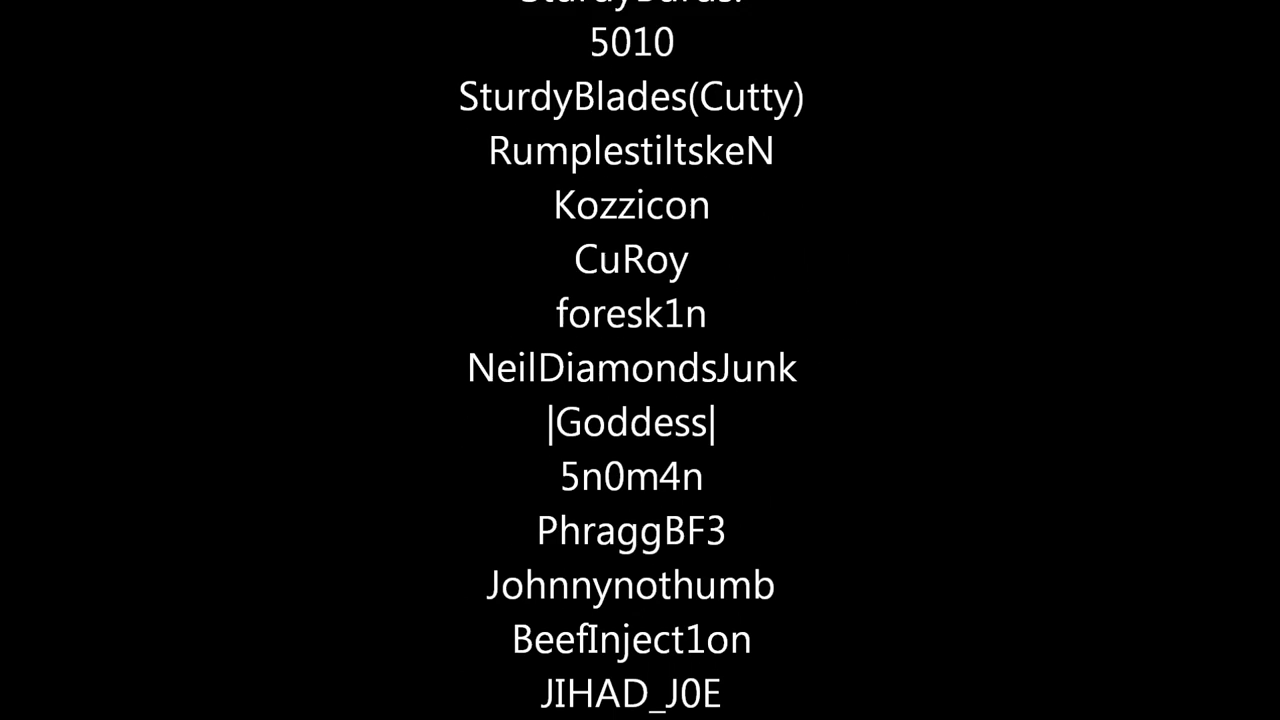 5010
SturdyBlades(Cutty)
RumplestiltskeN
Kozzicon
CuRoy
foresk1n
NeilDiamondsJunk
|Goddess|
5n0m4n
PhraggBF3
Johnnynothumb
BeefInject1on
JIHAD_J0E